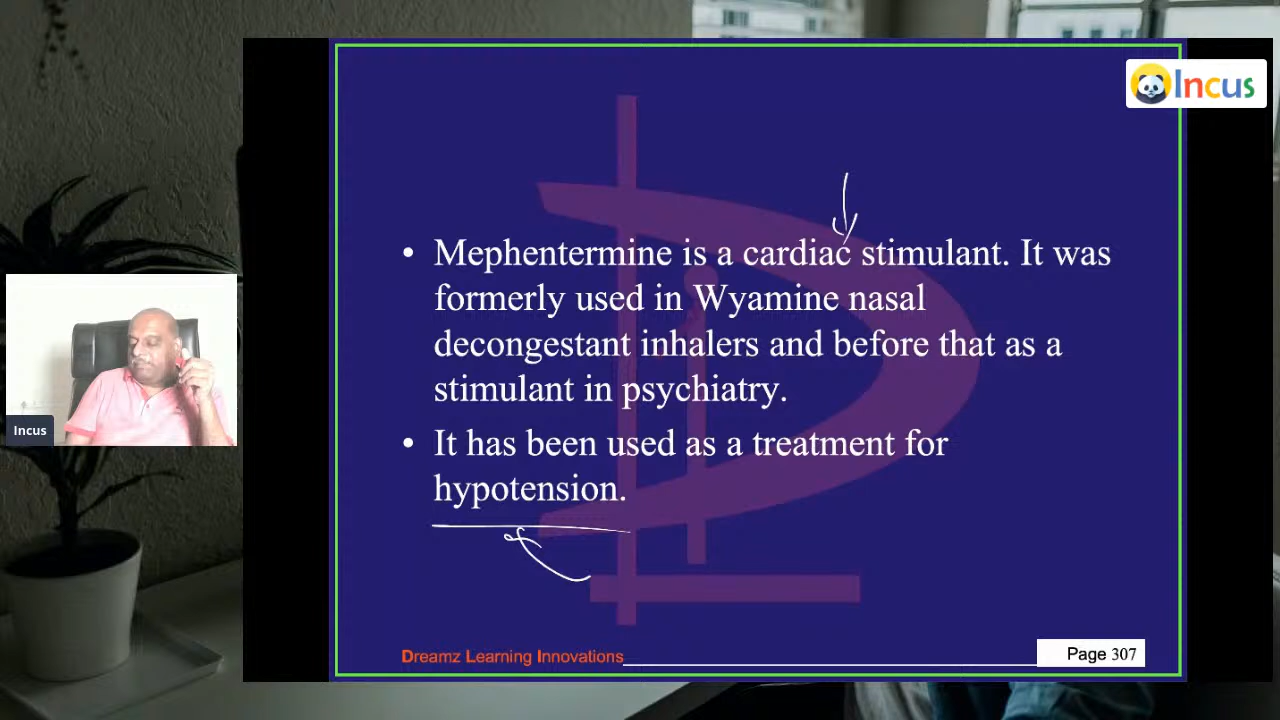 Incus
• Mephentermine is a cardiac stimulant. It was
formerly used in Wyamine nasal
decongestant inhalers and before that as a
stimulant in psychiatry.
• It has been used as a treatment for
hypotension.
Incus
Dreamz Learning Innovations
Page 307